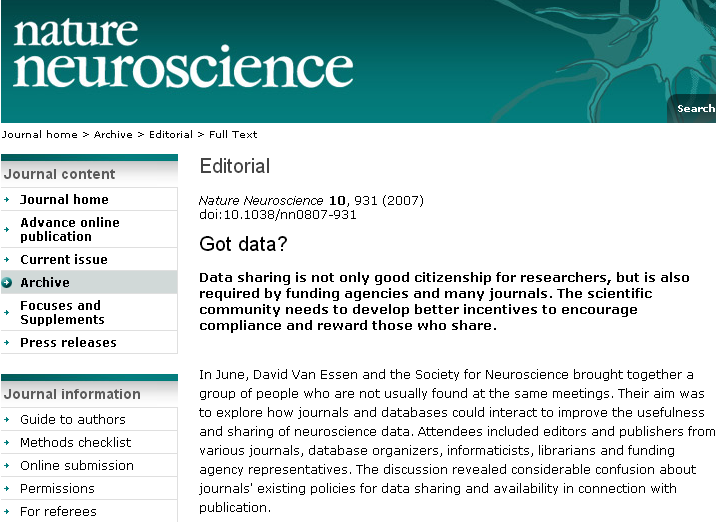 nature
neuroscience
Search
Journal home > Archive > Editorial > Full Text
Journal content
Journal home
Advance online
publication
Current issue
Archive
Focuses and
Supplements
Press releases
Journal information
Guide to authors
Methods checklist
Online submission
Permissions
For referees
Editorial
Nature Neuroscience 10, 931 (2007)
doi:10.1038/nn0807-931
Got data?
Data sharing is not only good citizenship for researchers, but is also
required by funding agencies and many journals. The scientific
community needs to develop better incentives to encourage
compliance and reward those who share.
In June, David Van Essen and the Society for Neuroscience brought together a
group of people who are not usually found at the same meetings. Their aim was
to explore how journals and databases could interact to improve the usefulness
and sharing of neuroscience data. Attendees included editors and publishers from
various journals, database organizers, informaticists, librarians and funding
agency representatives. The discussion revealed considerable confusion about
journals' existing policies for data sharing and availability in connection with
publication.